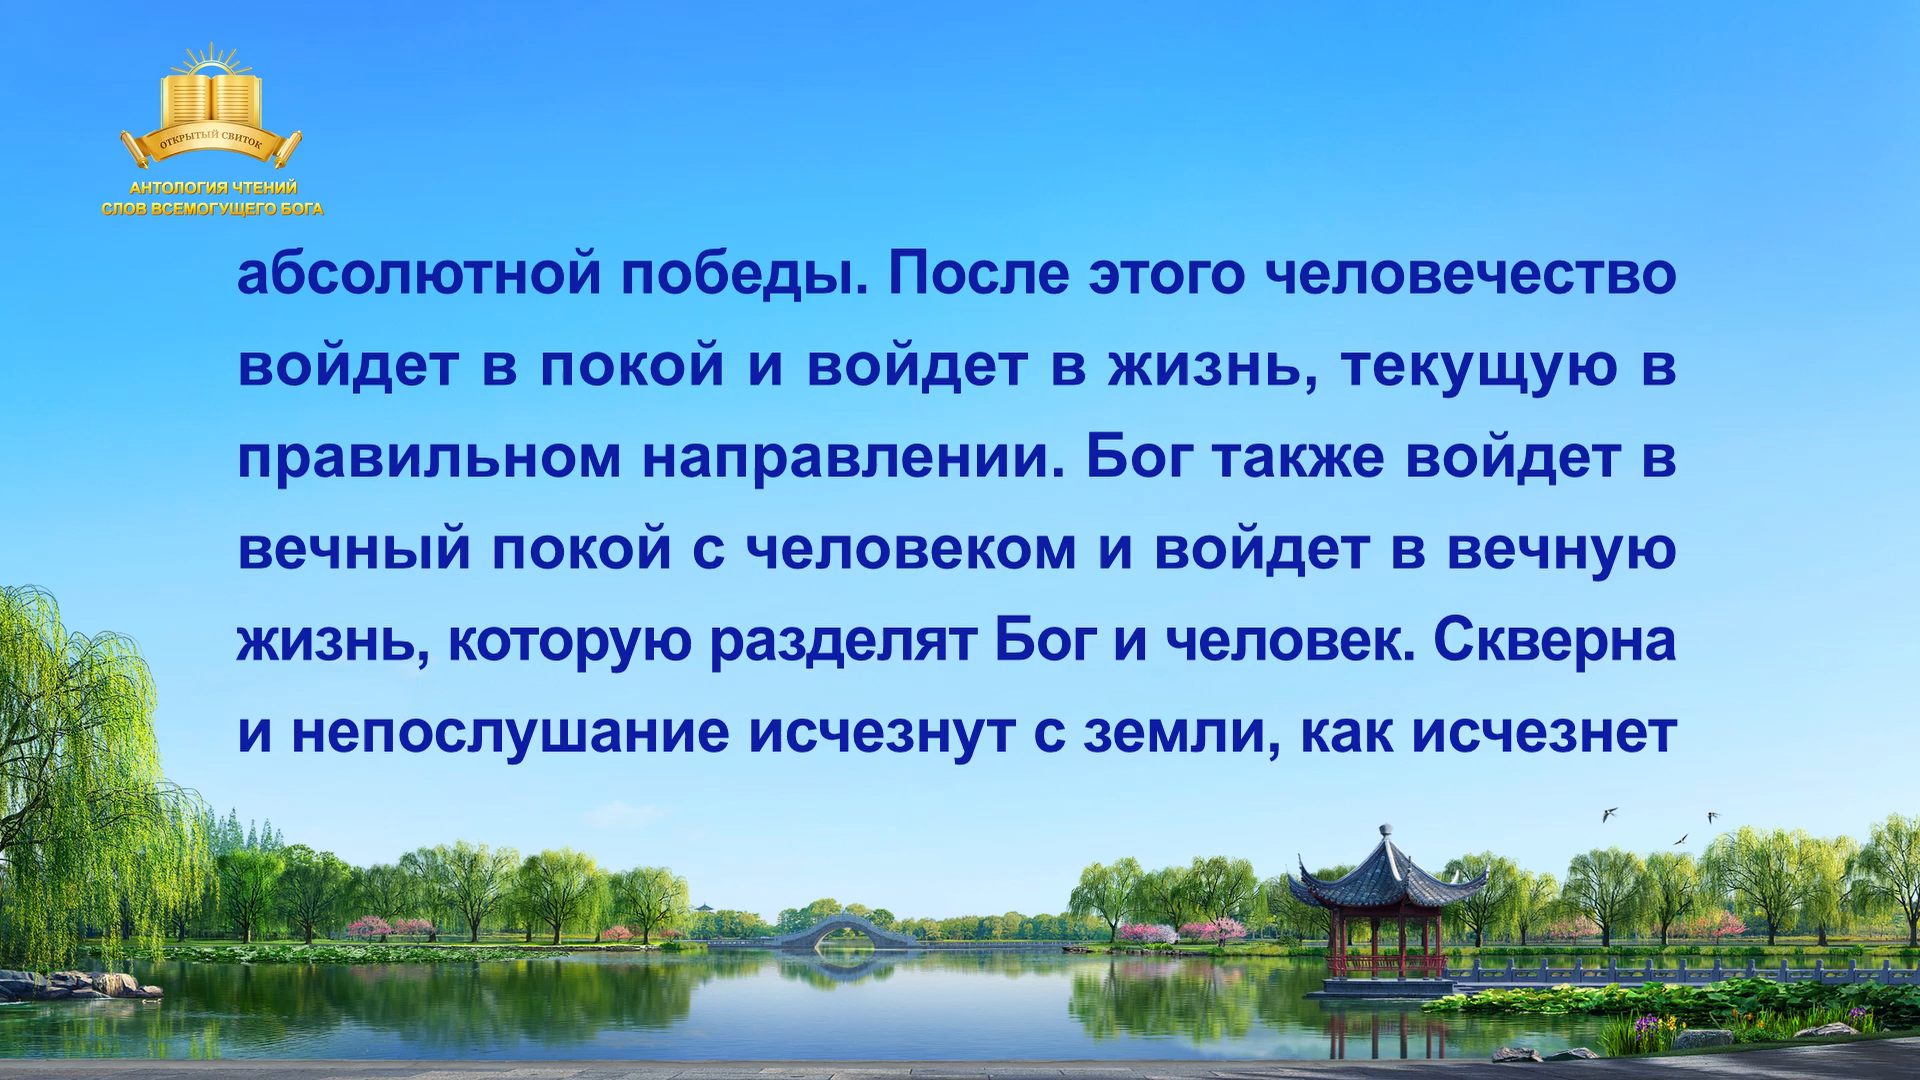 ОТКРЫТЫЙ СВИТОК
АНТОЛОГИЯ ЧТЕНИЙ
СЛОВ ВСЕМОГУЩЕГО БОГА
абсолютной победы. После этого человечество
войдет в покой и войдет в жизнь, текущую в
правильном направлении. Бог также войдет в
вечный покой с человеком и войдет в вечную
жизнь, которую разделят Бог и человек. Скверна
и непослушание исчезнут с земли, как исчезнет